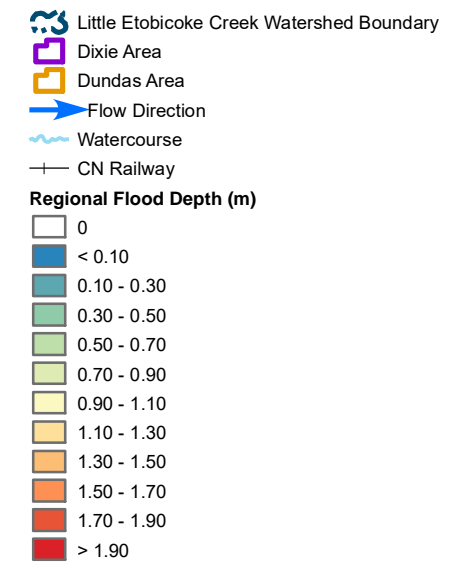 Little Etobicoke Creek Watershed Boundary
Dixie Area
Dundas Area
Flow Direction
Watercourse
CN Railway
Regional Flood Depth (m)
0
< 0.10
0.10 - 0.30
0.30 - 0.50
0.50 - 0.70
0.70 - 0.90
0.90 - 1.10
1.10 - 1.30
1.30 - 1.50
1.50 - 1.70
1.70 - 1.90
> 1.90